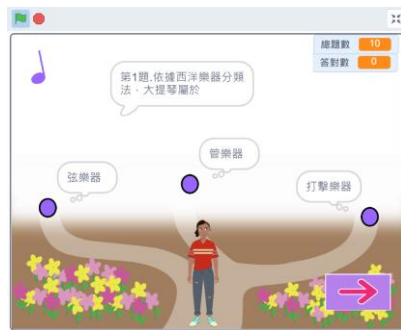 總題數 10
答對數 0
第1題.依據西洋樂器分類
法，大提琴屬於
管樂器
弦樂器
打擊樂器